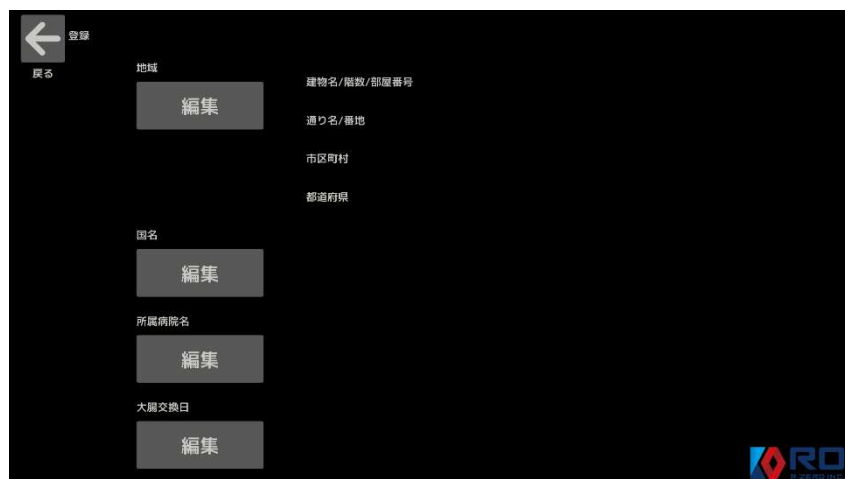 登録
戻る
地域
編集
建物名/階数/部屋番号
通り名/番地
市区町村
都道府県
国名
編集
所属病院名
編集
大腸交換日
編集
R ZERO INC